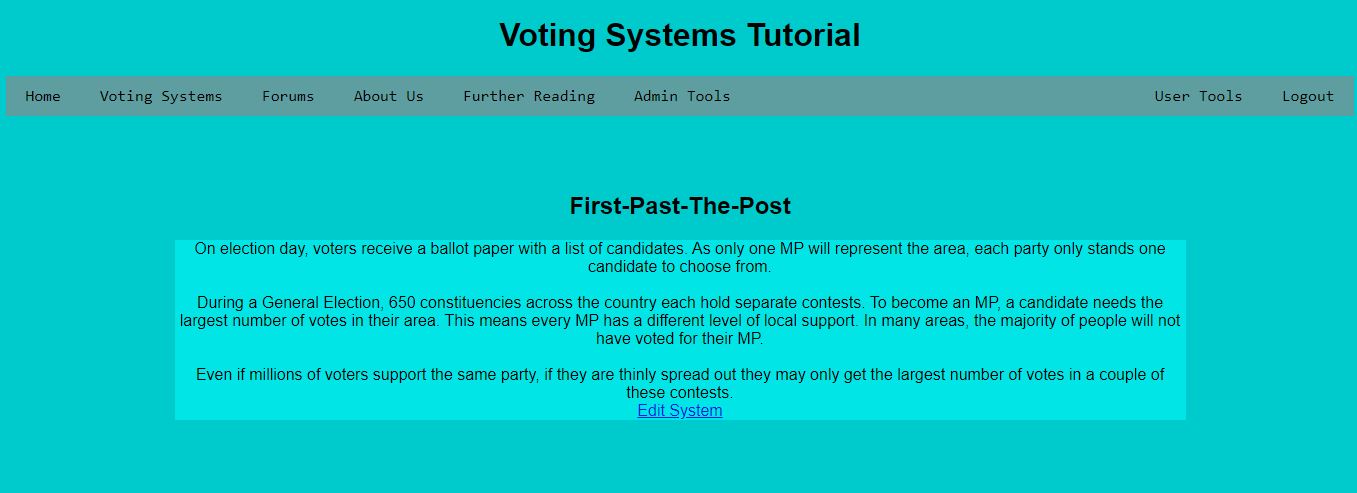 Voting Systems Tutorial
Home Voting Systems Forums About Us Further Reading Admin Tools User Tools Logout
First-Past-The-Post
On election day, voters receive a ballot paper with a list of candidates. As only one MP will represent the area, each party only stands one
candidate to choose from.
During a General Election, 650 constituencies across the country each hold separate contests. To become an MP, a candidate needs the
largest number of votes in their area. This means every MP has a different level of local support. In many areas, the majority of people will not
have voted for their MP.
Even if millions of voters support the same party, if they are thinly spread out they may only get the largest number of votes in a couple of
these contests.
Edit System